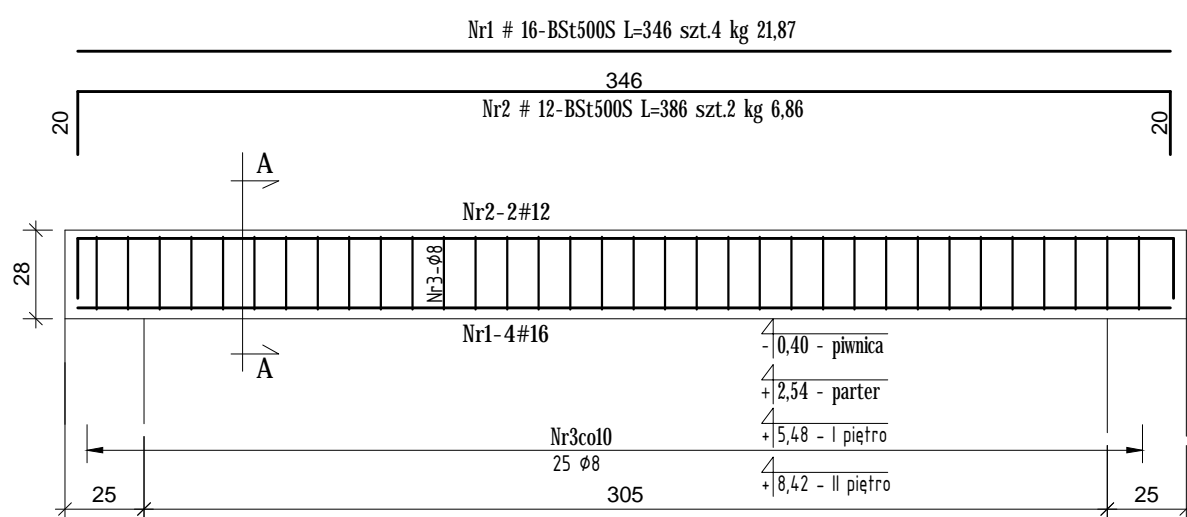 Nr1 # 16-BSt500S L=346 szt.4 kg 21,87
346
Nr2 # 12-BSt500S L=386 szt.2 kg 6,86
20
20
A
Nr2-2#12
28
Nr3-ϕ8
Nr1-4#16
A
- 0,40 - piwnica
+ 2,54 - parter
+ 5,48 - I piętro
+ 8,42 - II piętro
Nr3co10
25 ϕ8
25
305
25